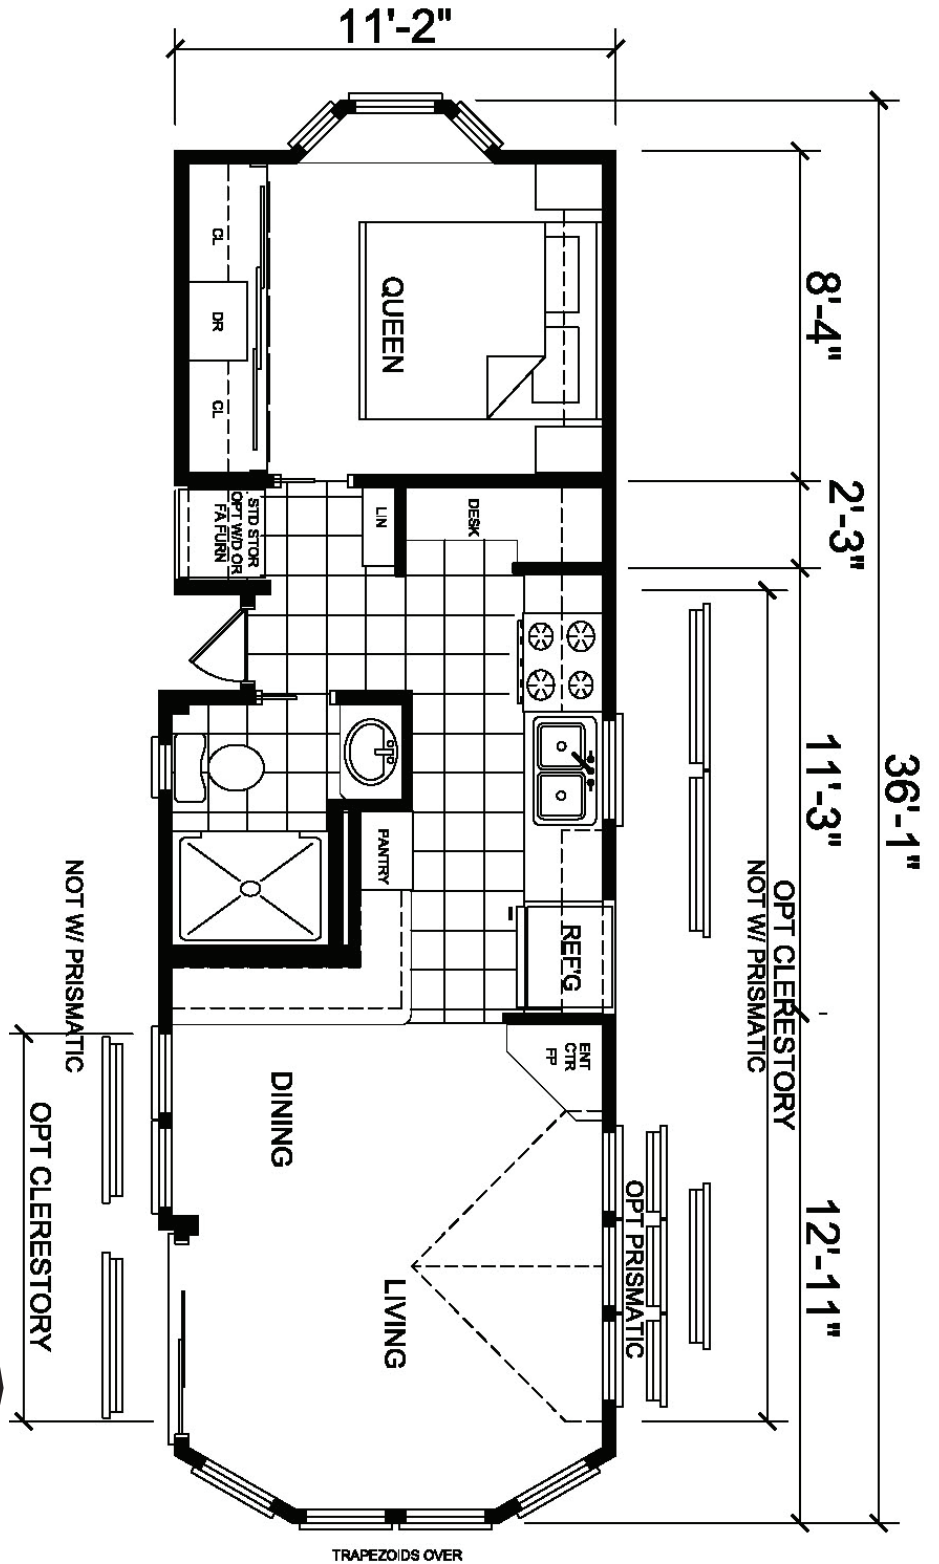 11'-2"
8'-4"
2'-3"
11'-3"
36'-1"
12'-11"
CL
DR
CL
QUEEN
STD STOR
OPT W/D OR
FA FURN
LIN
DESK
PANTRY
REF'G
ENT
CTR
FP
DINING
LIVING
OPT CLERESTORY
NOT W/ PRISMATIC
OPT PRISMATIC
NOT W/ PRISMATIC
OPT CLERESTORY
TRAPEZOIDS OVER